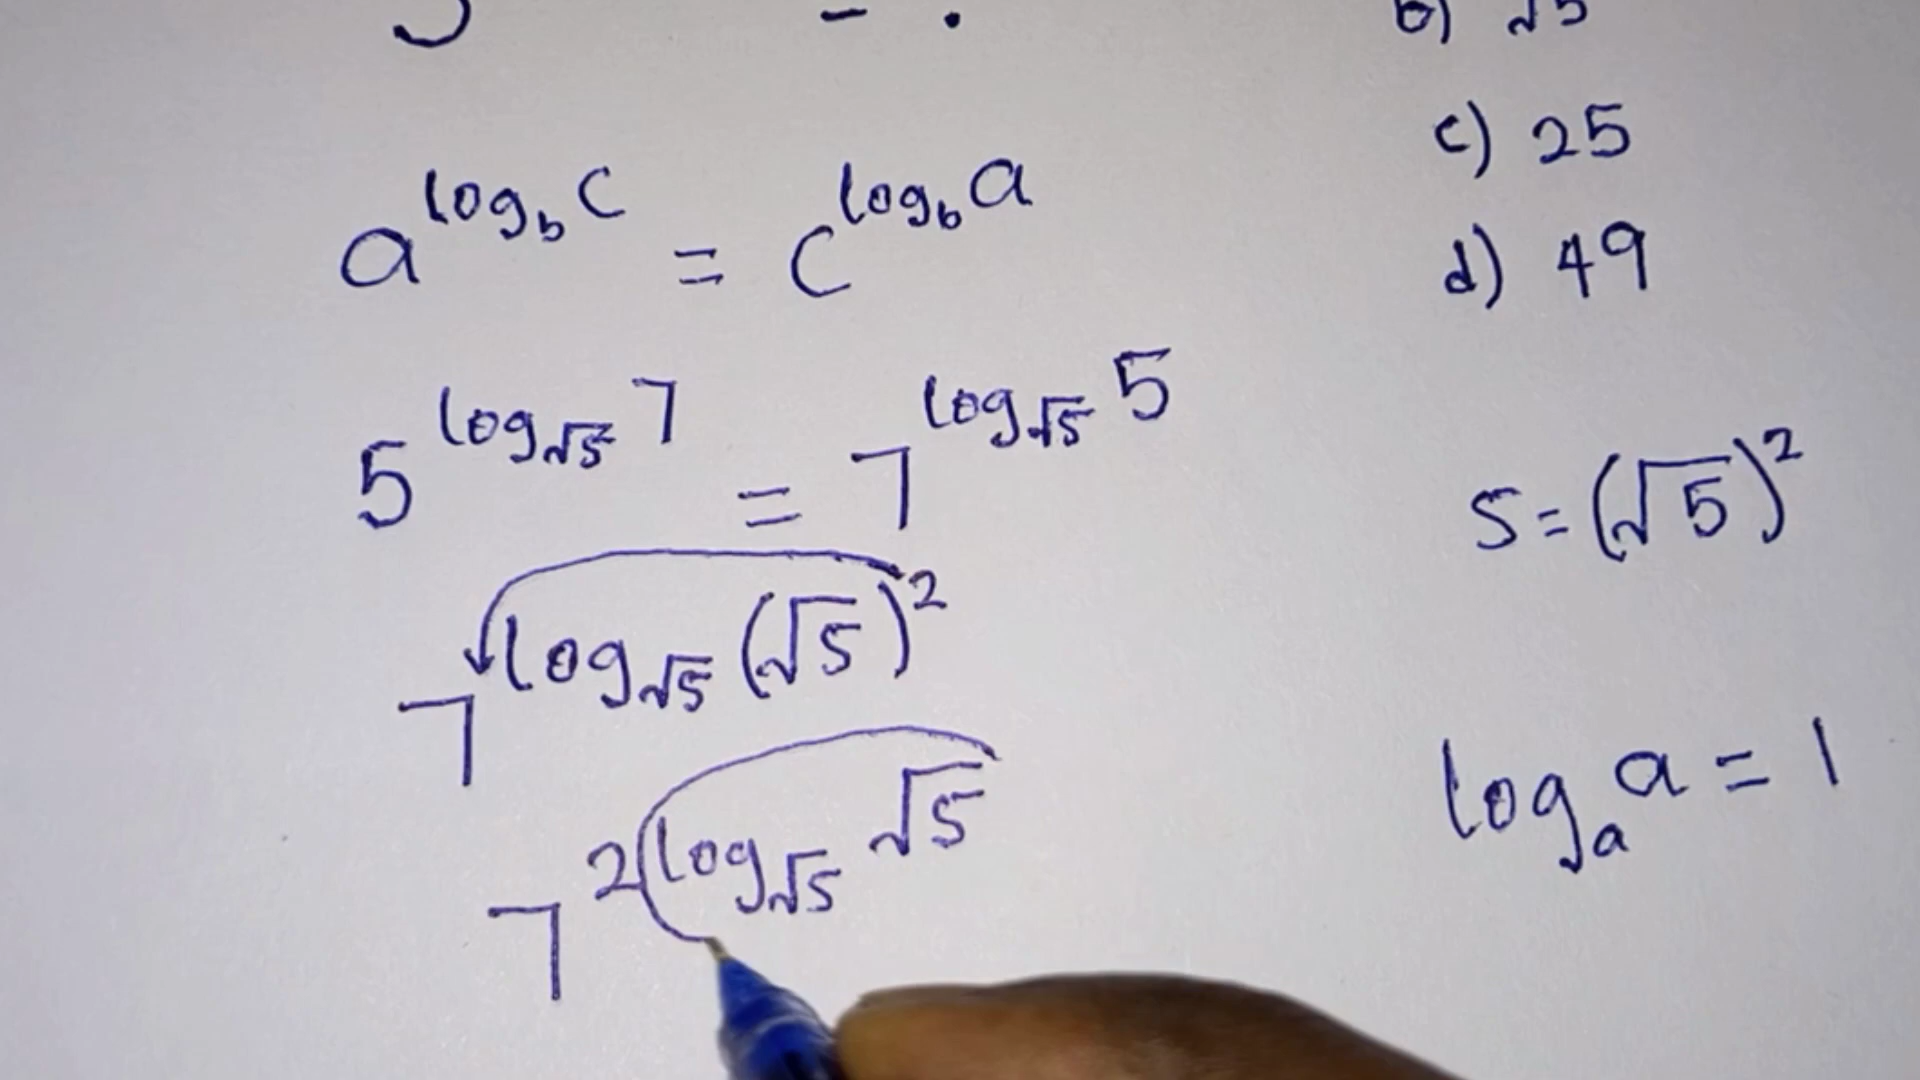 b) √5
c) 25
d) 49
a^(log_b c) = c^(log_b a)
5^(log_√5 7) = 7^(log_√5 5)
5 = (√5)²
7^(log_√5 (√5)²)
log_a a = 1
7^(2 log_√5 √5)